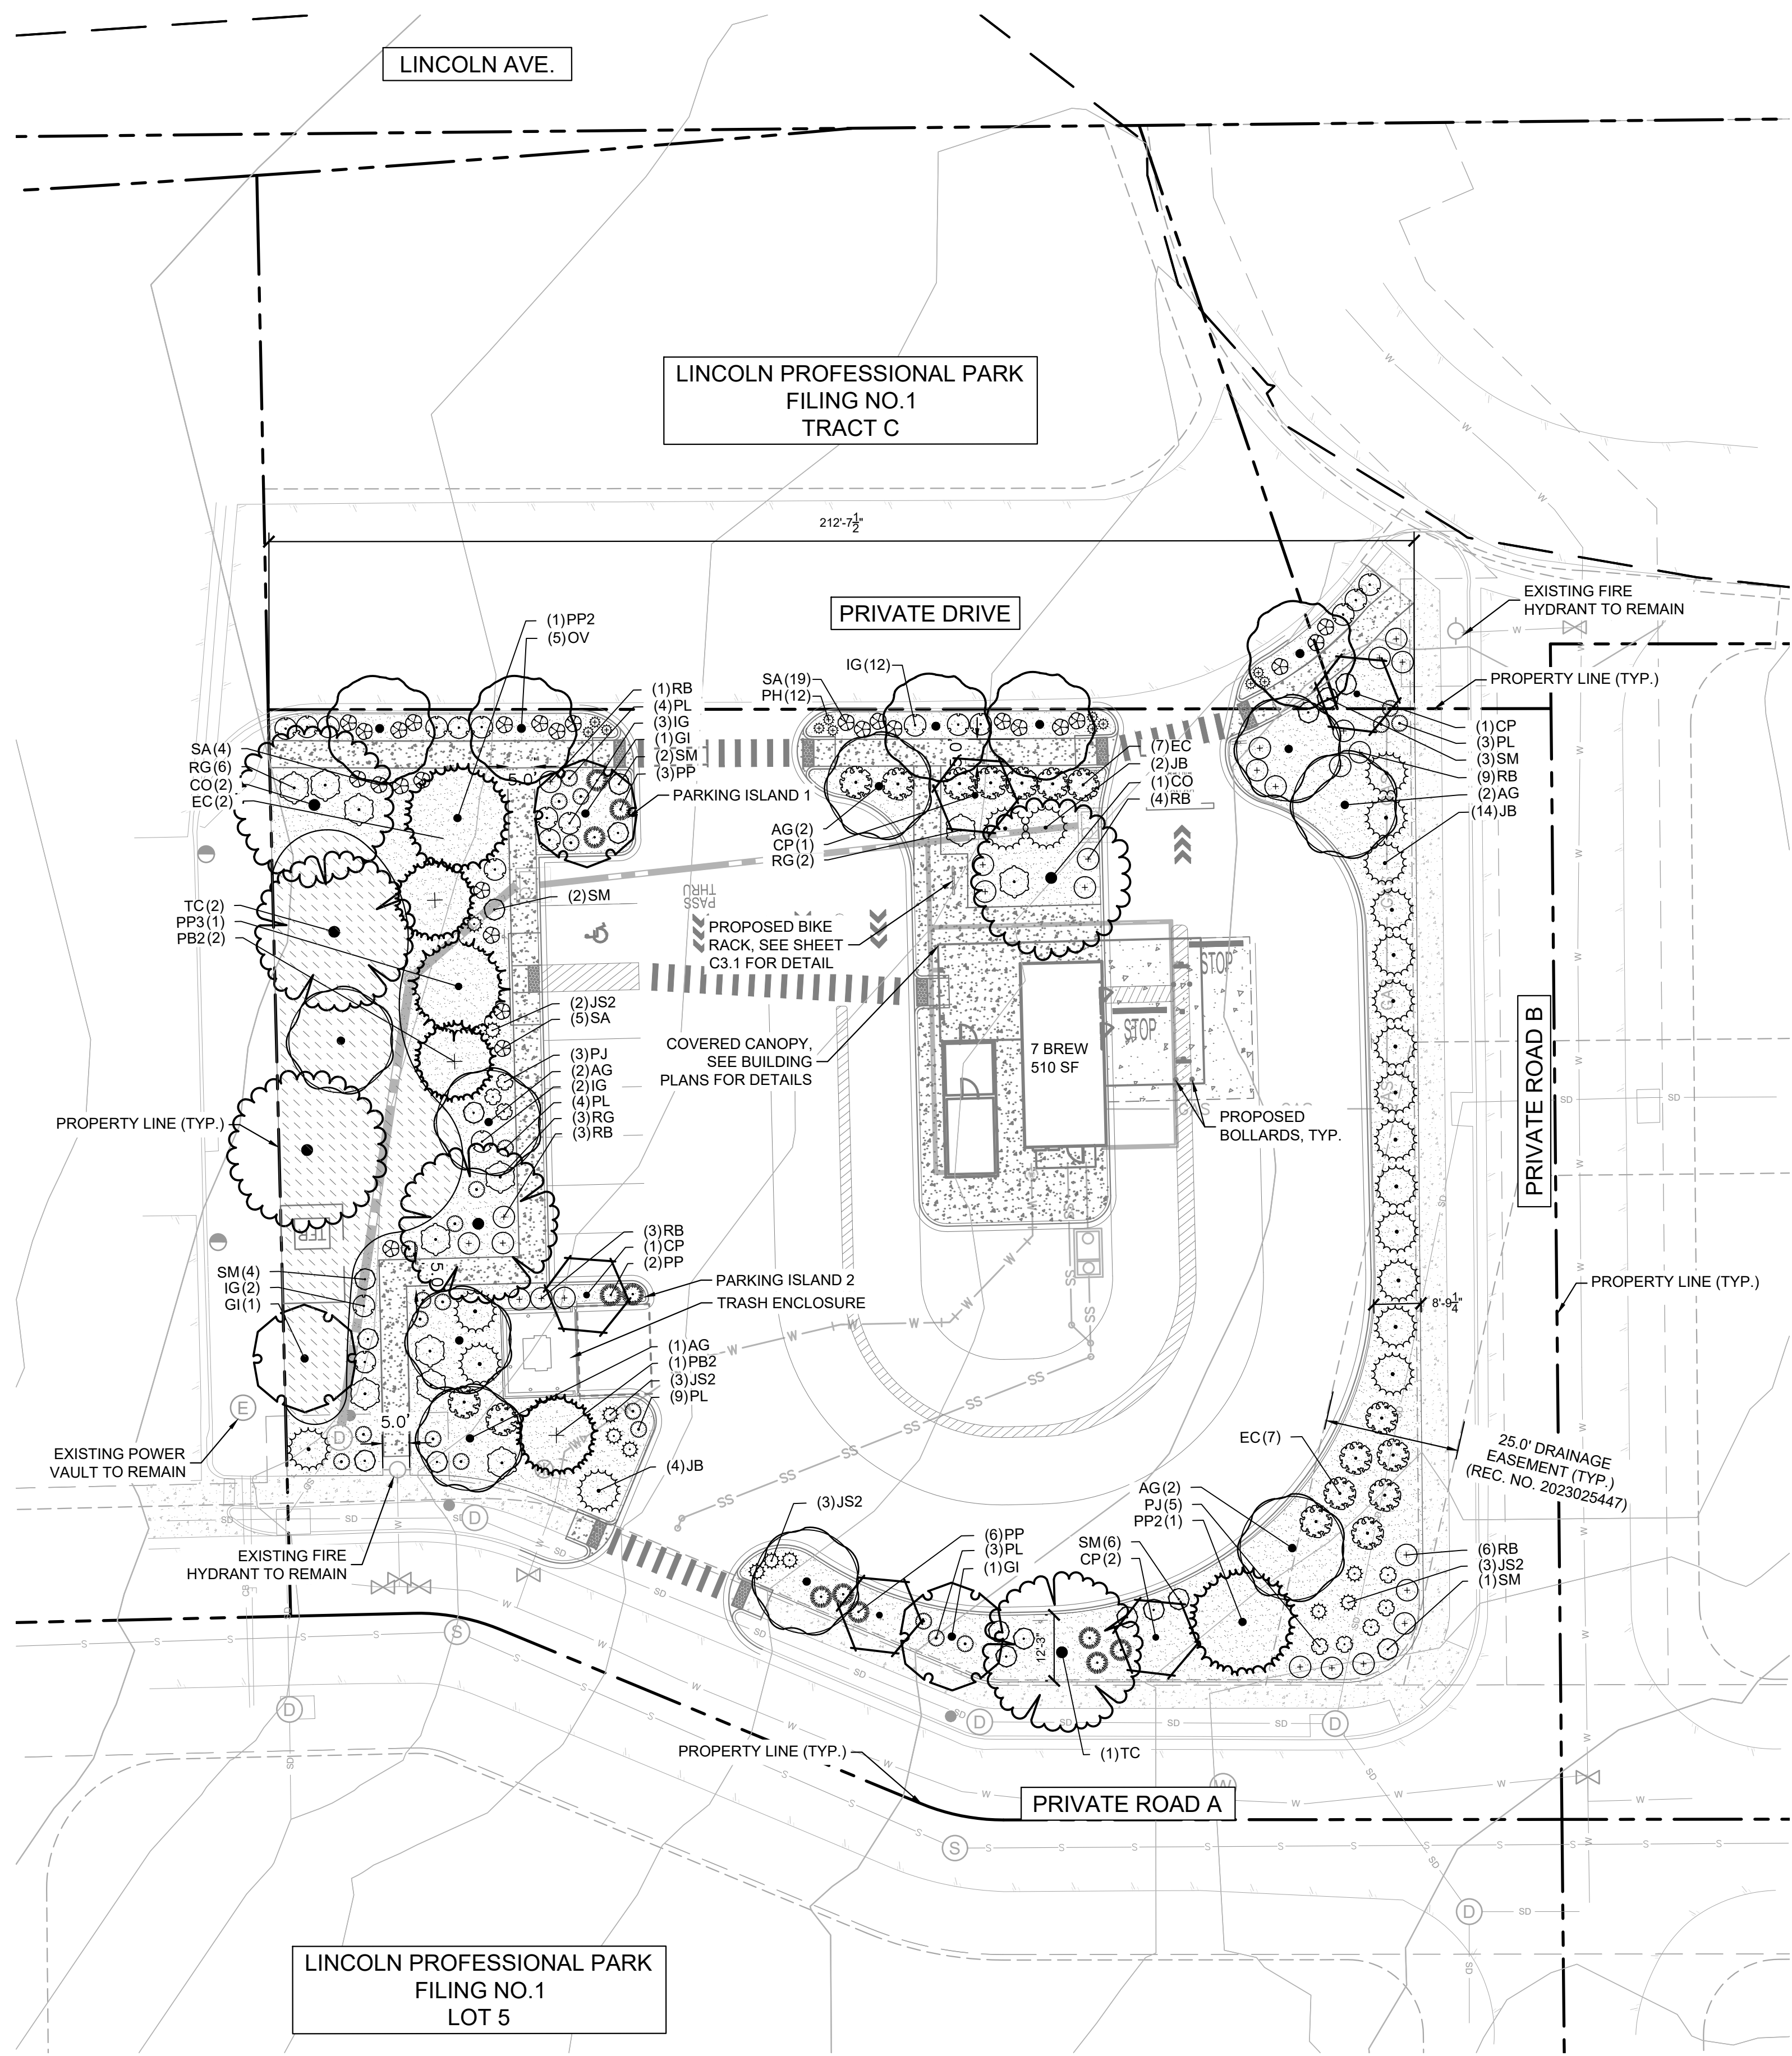 LINCOLN AVE.
LINCOLN PROFESSIONAL PARK
FILING NO.1
TRACT C
212'-7 1/2"
PRIVATE DRIVE
EXISTING FIRE
HYDRANT TO REMAIN
PROPERTY LINE (TYP.)
(1)PP2
(5)OV
IG(12)
SA(19)
PH(12)
(1)RB
(4)PL
(3)IG
(1)GI
(2)SM
(3)PP
PARKING ISLAND 1
SA(4)
RG(6)
CO(2)
EC(2)
5.0'
5.0'
(7)EC
(2)JB
(1)CO
(4)RB
(1)CP
(3)PL
(3)SM
(9)RB
(2)AG
(14)JB
AG(2)
CP(1)
RG(2)
TC(2)
PP3(1)
PB2(2)
(2)SM
PASS
THRU
PROPOSED BIKE
RACK, SEE SHEET
C3.1 FOR DETAIL
STOP
STOP
(2)JS2
(5)SA
COVERED CANOPY,
SEE BUILDING
PLANS FOR DETAILS
7 BREW
510 SF
(3)PJ
(2)AG
(2)IG
(4)PL
(3)RG
(3)RB
PROPERTY LINE (TYP.)
PROPOSED
BOLLARDS, TYP.
PRIVATE ROAD B
(3)RB
(1)CP
(2)PP
PARKING ISLAND 2
TRASH ENCLOSURE
SM(4)
IG(2)
GI(1)
5.0'
PROPERTY LINE (TYP.)
8'-9 1/4"
(1)AG
(1)PB2
(3)JS2
(9)PL
5.0'
EXISTING POWER
VAULT TO REMAIN
(4)JB
EC(7)
25.0' DRAINAGE
EASEMENT (TYP.)
(REC. NO. 2023025447)
(3)JS2
AG(2)
PJ(5)
PP2(1)
(6)PP
(3)PL
(1)GI
SM(6)
CP(2)
(6)RB
(3)JS2
(1)SM
EXISTING FIRE
HYDRANT TO REMAIN
12'-3"
(1)TC
PROPERTY LINE (TYP.)
PRIVATE ROAD A
LINCOLN PROFESSIONAL PARK
FILING NO.1
LOT 5